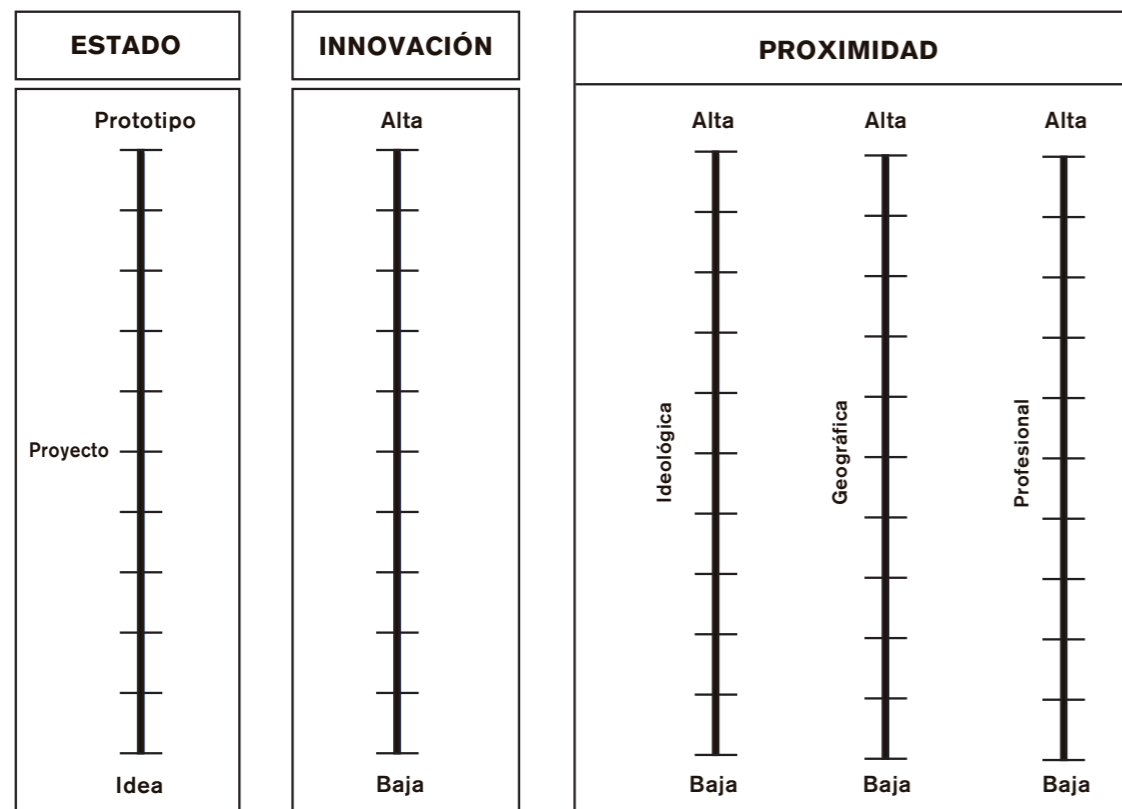 ESTADO
INNOVACIÓN
PROXIMIDAD
Prototipo
Proyecto
Idea
Alta
Baja
Alta
Ideológica
Baja
Alta
Geográfica
Baja
Alta
Profesional
Baja